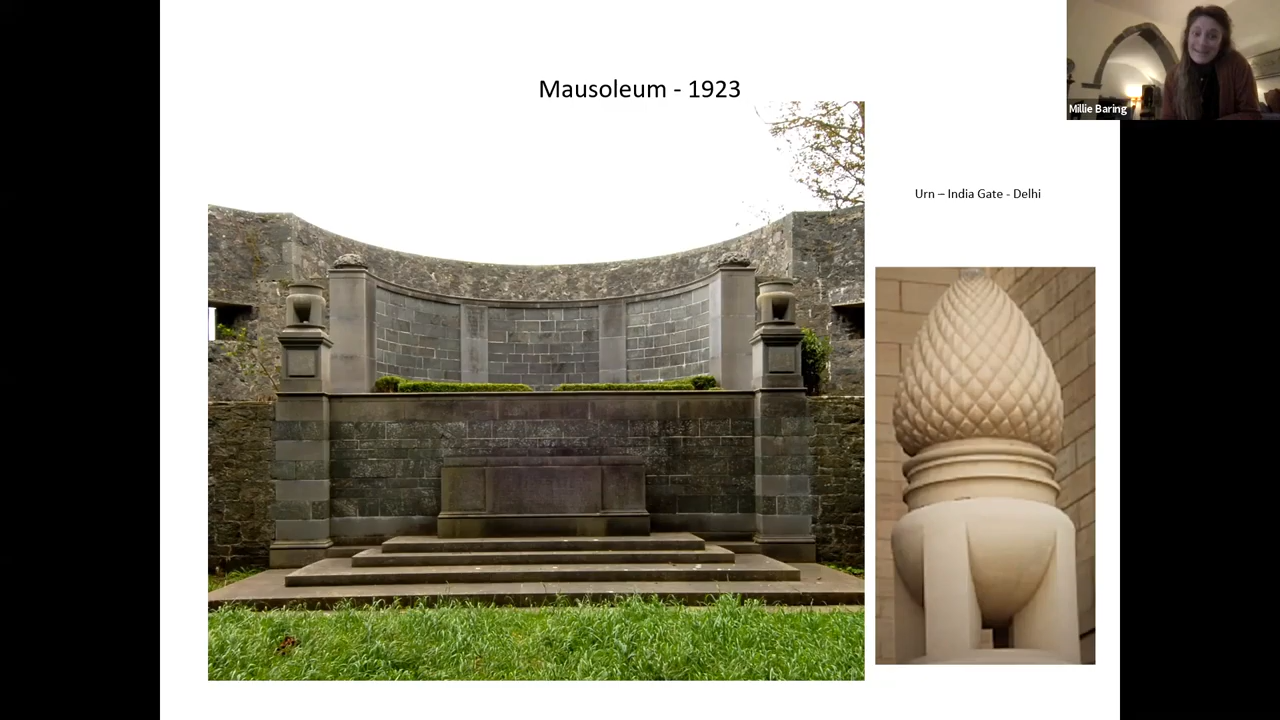 Mausoleum - 1923
Millie Baring
Urn – India Gate - Delhi